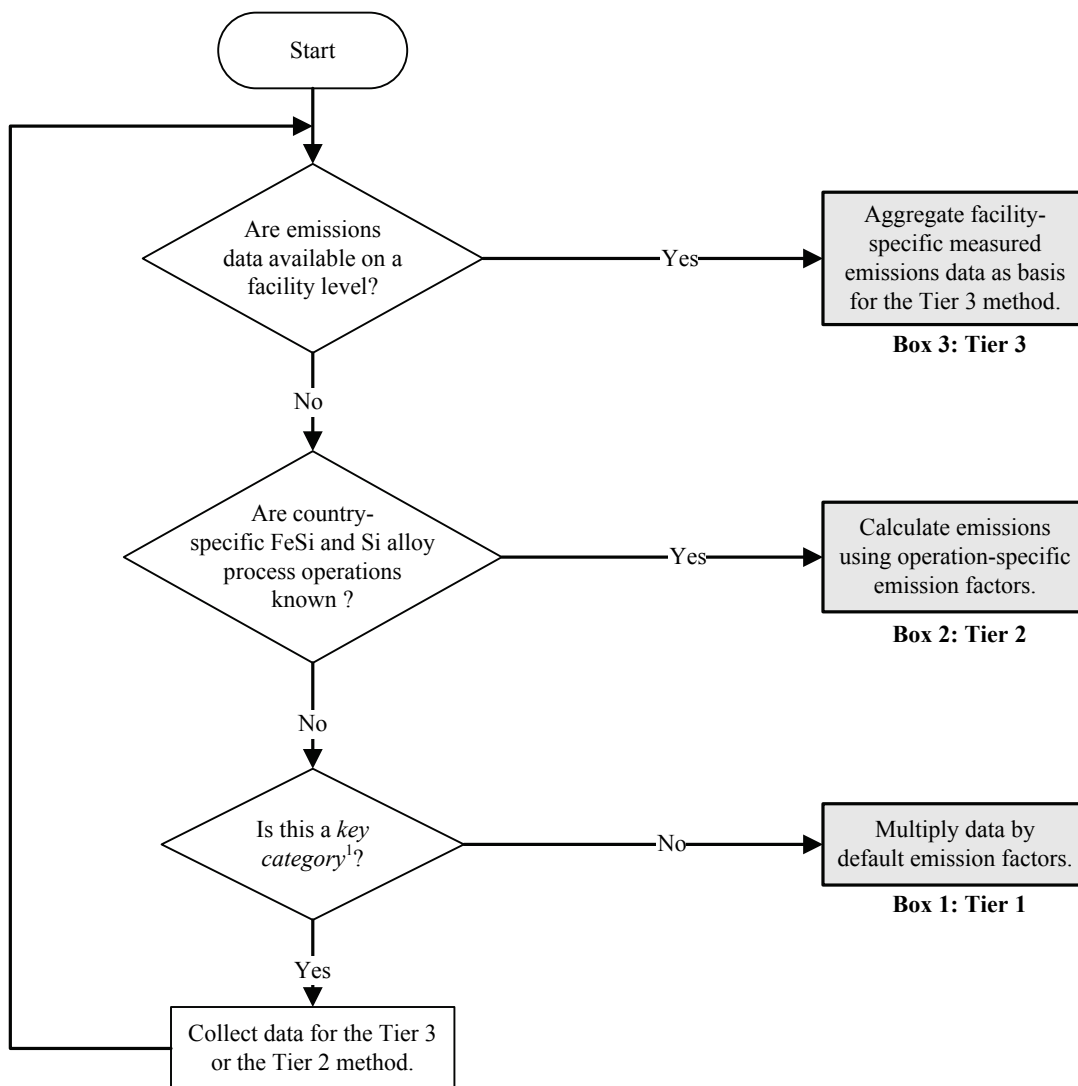 Start
Are emissions
data available on a
facility level?
Yes
Aggregate facility-
specific measured
emissions data as basis
for the Tier 3 method.
Box 3: Tier 3
No
Are country-
specific FeSi and Si alloy
process operations
known ?
Yes
Calculate emissions
using operation-specific
emission factors.
Box 2: Tier 2
No
Is this a key
category¹?
No
Multiply data by
default emission factors.
Box 1: Tier 1
Yes
Collect data for the Tier 3
or the Tier 2 method.